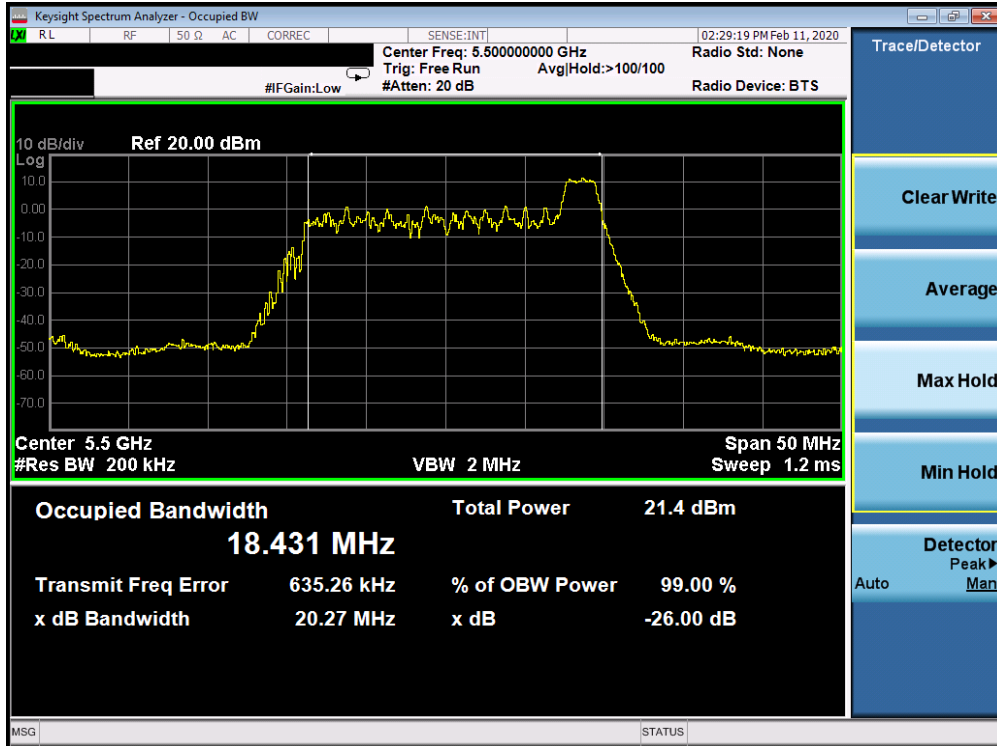 Keysight Spectrum Analyzer - Occupied BW
LXI RL RF 50 Ω AC CORREC SENSE:INT 02:29:19 PM Feb 11, 2020
Center Freq: 5.500000000 GHz Radio Std: None
Trig: Free Run Avg|Hold:>100/100
#IFGain:Low #Atten: 20 dB Radio Device: BTS
Trace/Detector
10 dB/div Ref 20.00 dBm
Log
10.0
0.00
-10.0
-20.0
-30.0
-40.0
-50.0
-60.0
-70.0
Center 5.5 GHz Span 50 MHz
#Res BW 200 kHz VBW 2 MHz Sweep 1.2 ms
Occupied Bandwidth Total Power 21.4 dBm
18.431 MHz
Transmit Freq Error 635.26 kHz % of OBW Power 99.00 %
x dB Bandwidth 20.27 MHz x dB -26.00 dB
Clear Write
Average
Max Hold
Min Hold
Detector
Peak▶
Auto Man
MSG STATUS